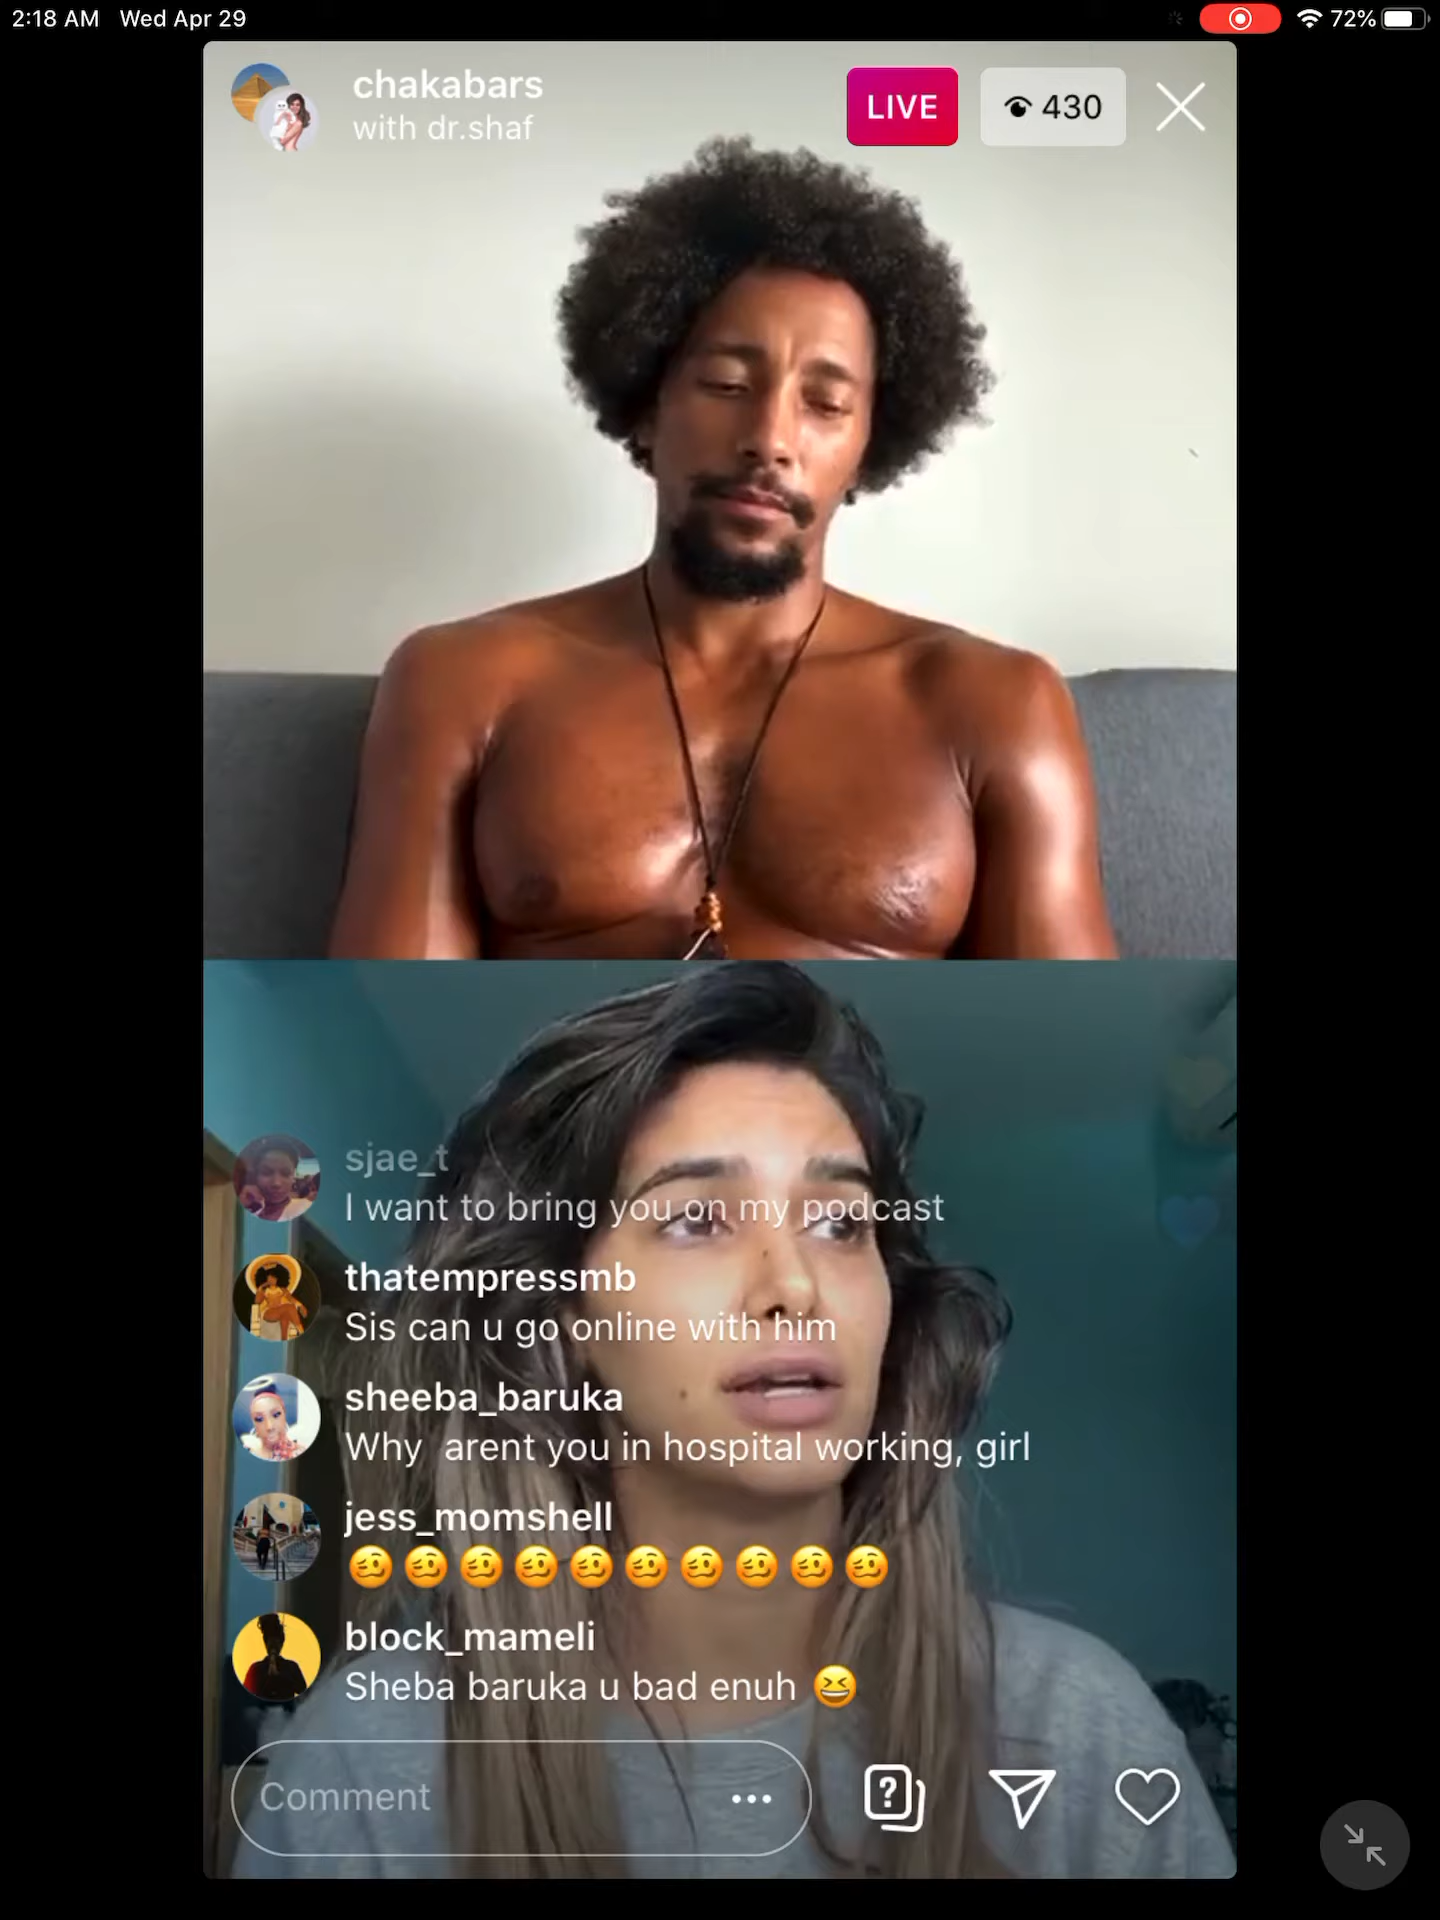 2:18 AM Wed Apr 29
72%
chakabars
with dr.shaf
LIVE
430
sjae_t
I want to bring you on my podcast
thatempressmb
Sis can u go online with him
sheeba_baruka
Why  arent you in hospital working, girl
jess_momshell
🥴🥴🥴🥴🥴🥴🥴🥴🥴🥴
block_mameli
Sheba baruka u bad enuh 😆
Comment